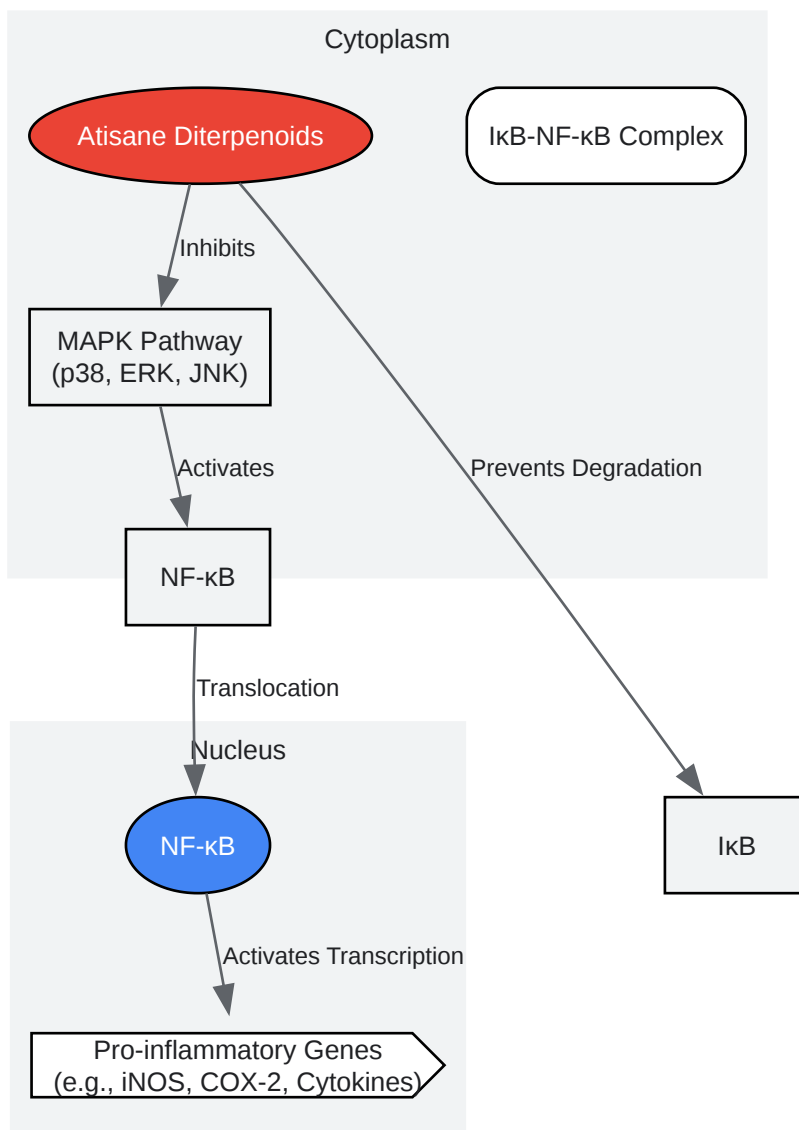 Cytoplasm
Atisane Diterpenoids
IκB-NF-κB Complex
Inhibits
MAPK Pathway
(p38, ERK, JNK)
Activates
Prevents Degradation
NF-κB
Translocation
Nucleus
NF-κB
IκB
Activates Transcription
Pro-inflammatory Genes
(e.g., iNOS, COX-2, Cytokines)